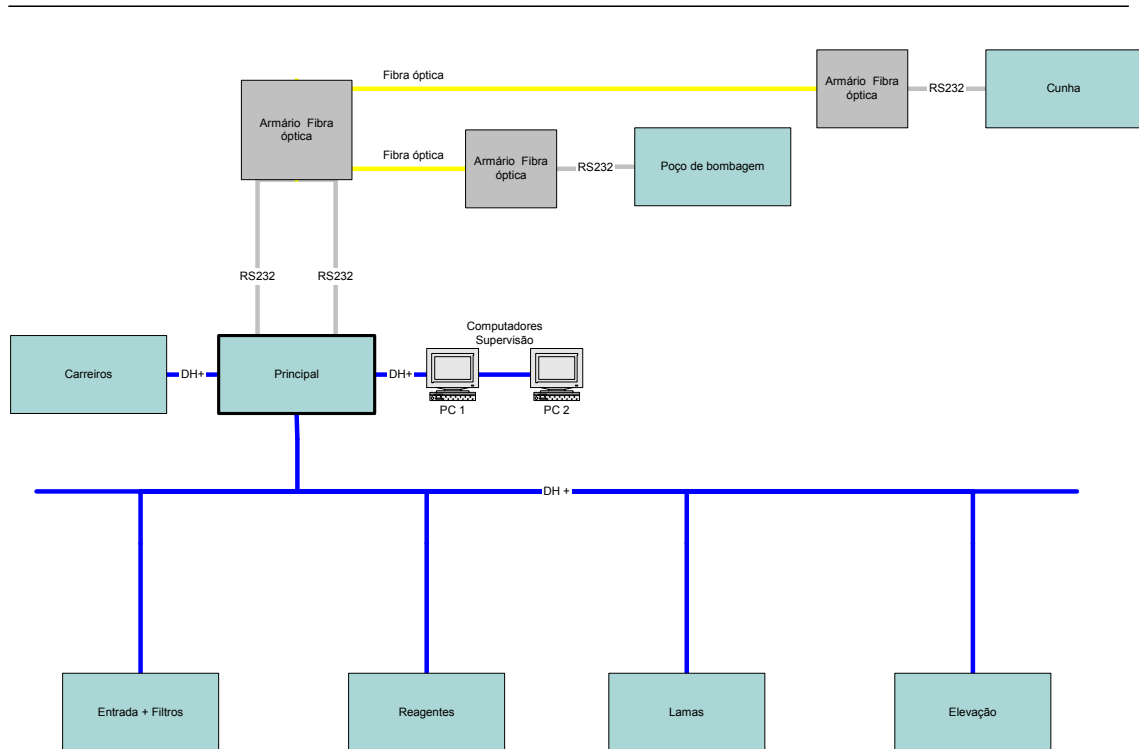 Fibra óptica
Armário Fibra
óptica
RS232
Cunha
Armário Fibra
óptica
Fibra óptica
Armário Fibra
óptica
RS232
Poço de bombagem
RS232
RS232
Computadores
Supervisão
Carreiros
DH+
Principal
DH+
PC 1
PC 2
DH +
Entrada + Filtros
Reagentes
Lamas
Elevação